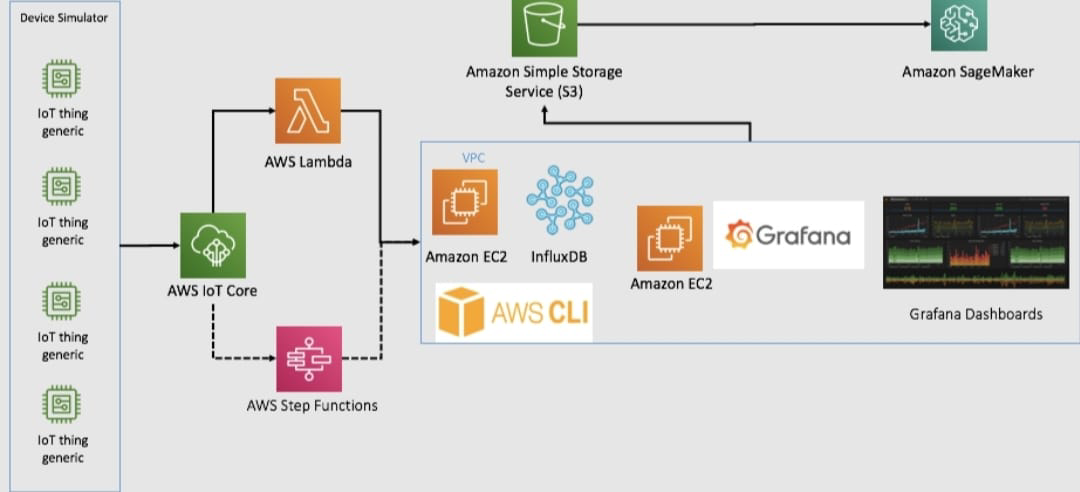 Device Simulator
IoT thing
generic
IoT thing
generic
IoT thing
generic
IoT thing
generic
AWS IoT Core
AWS Lambda
AWS Step Functions
Amazon Simple Storage
Service (S3)
Amazon SageMaker
VPC
Amazon EC2
InfluxDB
AWS CLI
Amazon EC2
Grafana
Grafana Dashboards